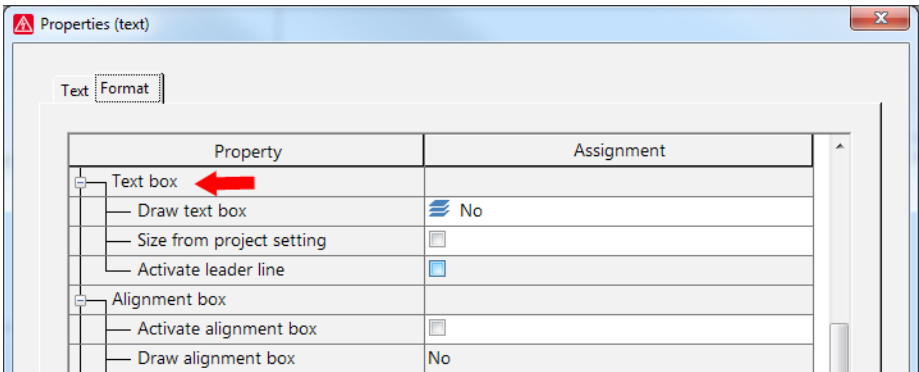 Properties (text)
Text Format
Property Assignment
Text box
Draw text box No
Size from project setting
Activate leader line
Alignment box
Activate alignment box
Draw alignment box No